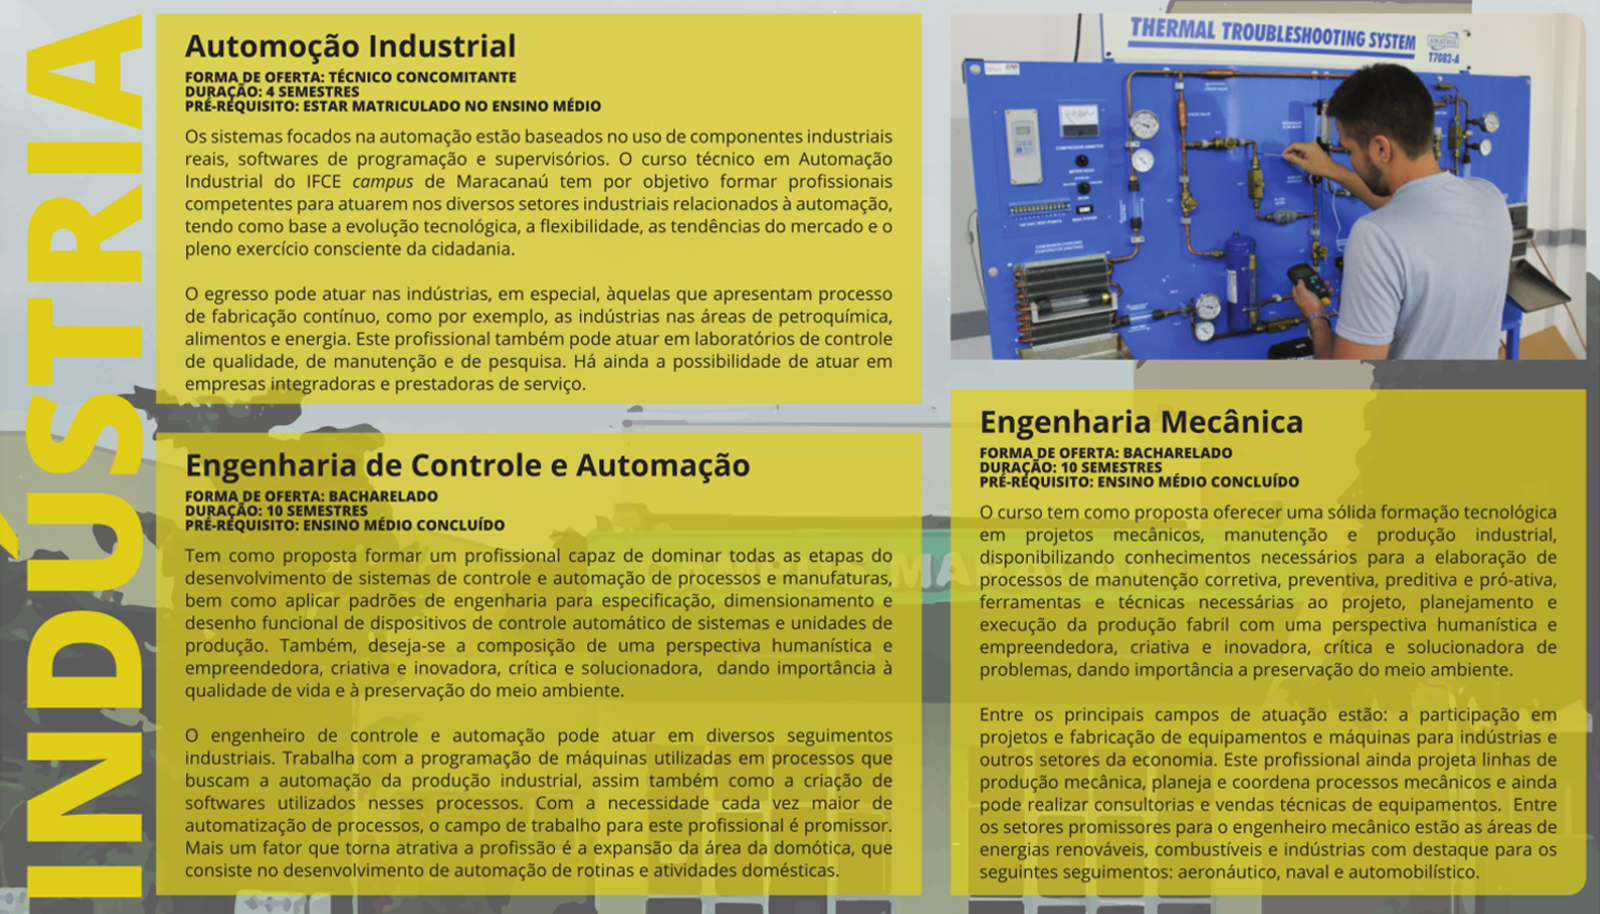 INDÚSTRIA
Automoção Industrial
FORMA DE OFERTA: TÉCNICO CONCOMITANTE
DURAÇÃO: 4 SEMESTRES
PRÉ-REQUISITO: ESTAR MATRICULADO NO ENSINO MÉDIO
Os sistemas focados na automação estão baseados no uso de componentes industriais
reais, softwares de programação e supervisórios. O curso técnico em Automação
Industrial do IFCE campus de Maracanaú tem por objetivo formar profissionais
competentes para atuarem nos diversos setores industriais relacionados à automação,
tendo como base a evolução tecnológica, a flexibilidade, as tendências do mercado e o
pleno exercício consciente da cidadania.
O egresso pode atuar nas indústrias, em especial, àquelas que apresentam processo
de fabricação contínuo, como por exemplo, as indústrias nas áreas de petroquímica,
alimentos e energia. Este profissional também pode atuar em laboratórios de controle
de qualidade, de manutenção e de pesquisa. Há ainda a possibilidade de atuar em
empresas integradoras e prestadoras de serviço.
Engenharia de Controle e Automação
FORMA DE OFERTA: BACHARELADO
DURAÇÃO: 10 SEMESTRES
PRÉ-REQUISITO: ENSINO MÉDIO CONCLUÍDO
Tem como proposta formar um profissional capaz de dominar todas as etapas do
desenvolvimento de sistemas de controle e automação de processos e manufaturas,
bem como aplicar padrões de engenharia para especificação, dimensionamento e
desenho funcional de dispositivos de controle automático de sistemas e unidades de
produção. Também, deseja-se a composição de uma perspectiva humanística e
empreendedora, criativa e inovadora, crítica e solucionadora, dando importância à
qualidade de vida e à preservação do meio ambiente.
O engenheiro de controle e automação pode atuar em diversos seguimentos
industriais. Trabalha com a programação de máquinas utilizadas em processos que
buscam a automação da produção industrial, assim também como a criação de
softwares utilizados nesses processos. Com a necessidade cada vez maior de
automatização de processos, o campo de trabalho para este profissional é promissor.
Mais um fator que torna atrativa a profissão é a expansão da área da domótica, que
consiste no desenvolvimento de automação de rotinas e atividades domésticas.
THERMAL TROUBLESHOOTING SYSTEM
AMATROL
T7082-A
Engenharia Mecânica
FORMA DE OFERTA: BACHARELADO
DURAÇÃO: 10 SEMESTRES
PRÉ-REQUISITO: ENSINO MÉDIO CONCLUÍDO
O curso tem como proposta oferecer uma sólida formação tecnológica
em projetos mecânicos, manutenção e produção industrial,
disponibilizando conhecimentos necessários para a elaboração de
processos de manutenção corretiva, preventiva, preditiva e pró-ativa,
ferramentas e técnicas necessárias ao projeto, planejamento e
execução da produção fabril com uma perspectiva humanística e
empreendedora, criativa e inovadora, crítica e solucionadora de
problemas, dando importância a preservação do meio ambiente.
Entre os principais campos de atuação estão: a participação em
projetos e fabricação de equipamentos e máquinas para indústrias e
outros setores da economia. Este profissional ainda projeta linhas de
produção mecânica, planeja e coordena processos mecânicos e ainda
pode realizar consultorias e vendas técnicas de equipamentos. Entre
os setores promissores para o engenheiro mecânico estão as áreas de
energias renováveis, combustíveis e indústrias com destaque para os
seguintes seguimentos: aeronáutico, naval e automobilístico.